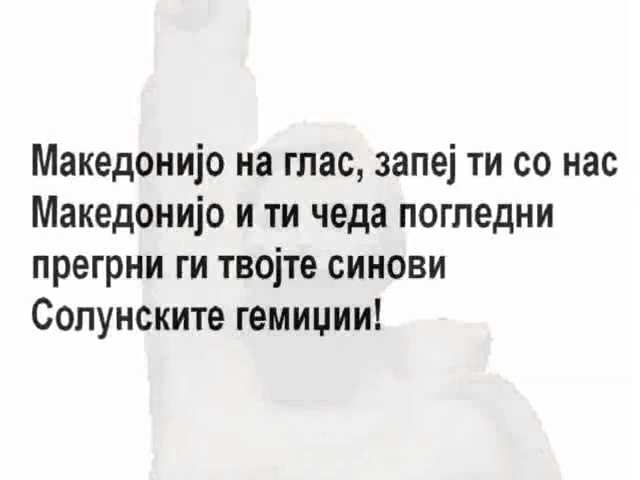 Македонијо на глас, запеј ти со нас
Македонијо и ти чеда погледни
прегрни ги твојте синови
Солунските гемиџии!